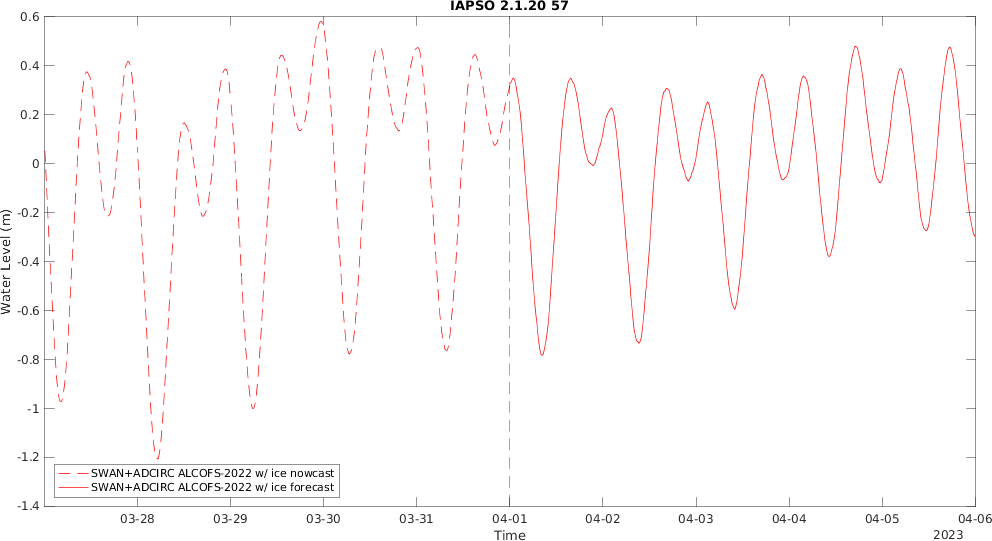 IAPSO 2.1.20 57
0.6
0.4
0.2
0
-0.2
-0.4
-0.6
-0.8
-1
-1.2
-1.4
Water Level (m)
SWAN+ADCIRC ALCOFS-2022 w/ ice nowcast
SWAN+ADCIRC ALCOFS-2022 w/ ice forecast
03-28 03-29 03-30 03-31 04-01 04-02 04-03 04-04 04-05 04-06
Time
2023